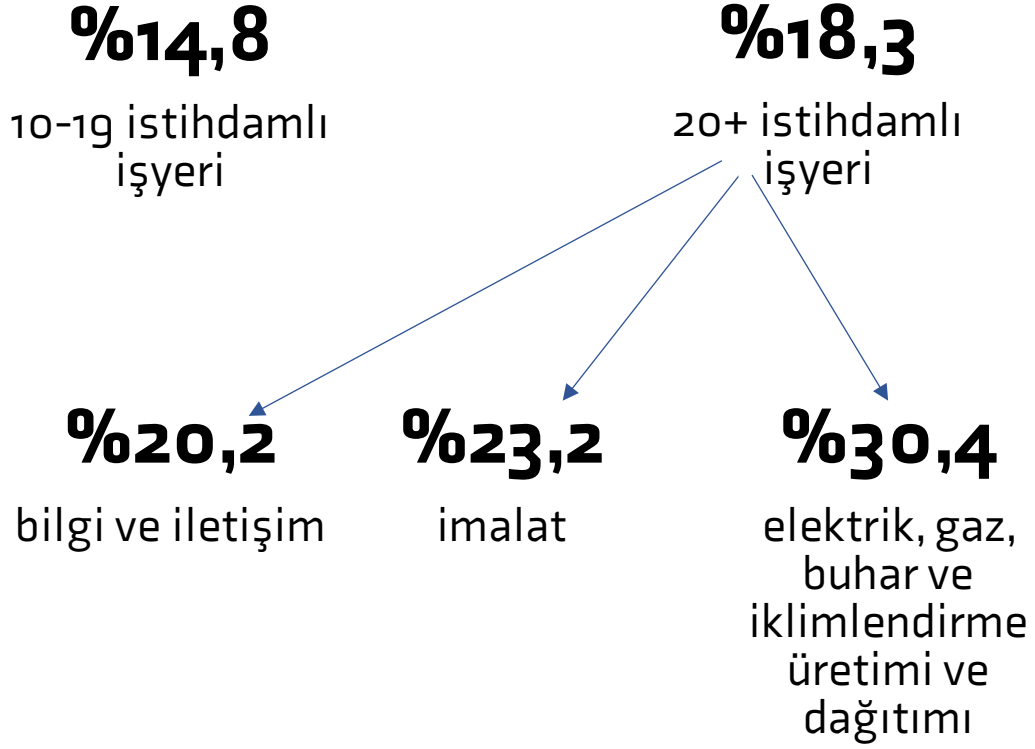 %14,8
10-19 istihdamlı
işyeri
%18,3
20+ istihdamlı
işyeri
%20,2
bilgi ve iletişim
%23,2
imalat
%30,4
elektrik, gaz,
buhar ve
iklimlendirme
üretimi ve
dağıtımı